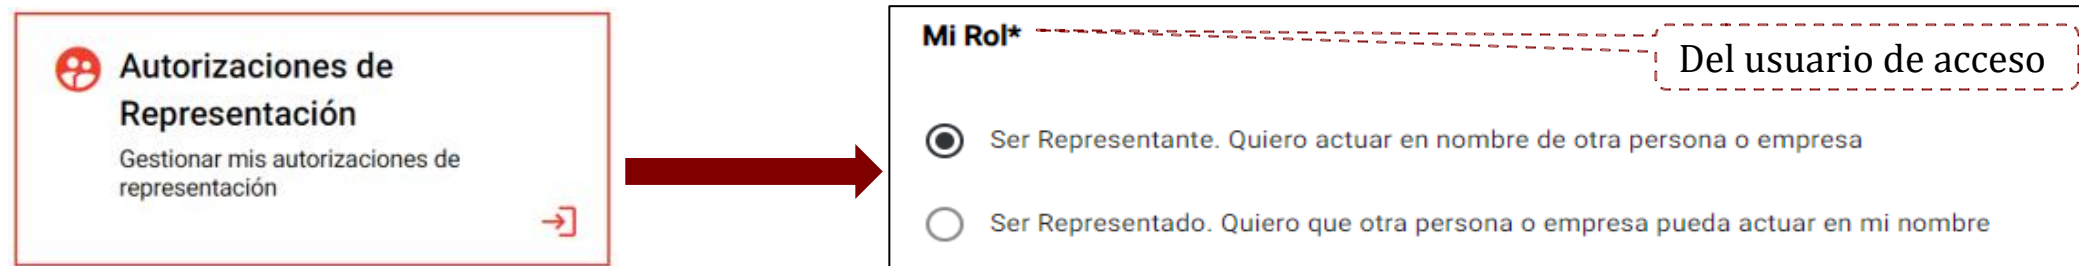 Autorizaciones de
Representación
Gestionar mis autorizaciones de
representación
Mi Rol*
Del usuario de acceso
Ser Representante. Quiero actuar en nombre de otra persona o empresa
Ser Representado. Quiero que otra persona o empresa pueda actuar en mi nombre